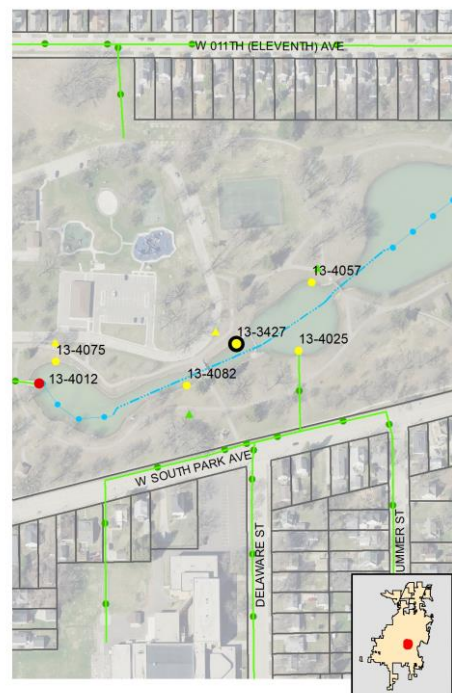 W 011TH (ELEVENTH) AVE
13-4057
13-3427
13-4025
13-4075
13-4012
13-4082
W SOUTH PARK AVE
DELAWARE ST
UMMER ST